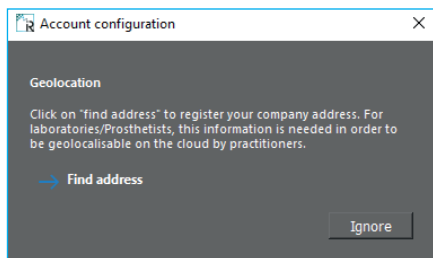 Account configuration
Geolocation
Click on "find address" to register your company address. For
laboratories/Prosthetists, this information is needed in order to
be geolocalisable on the cloud by practitioners.
Find address
Ignore